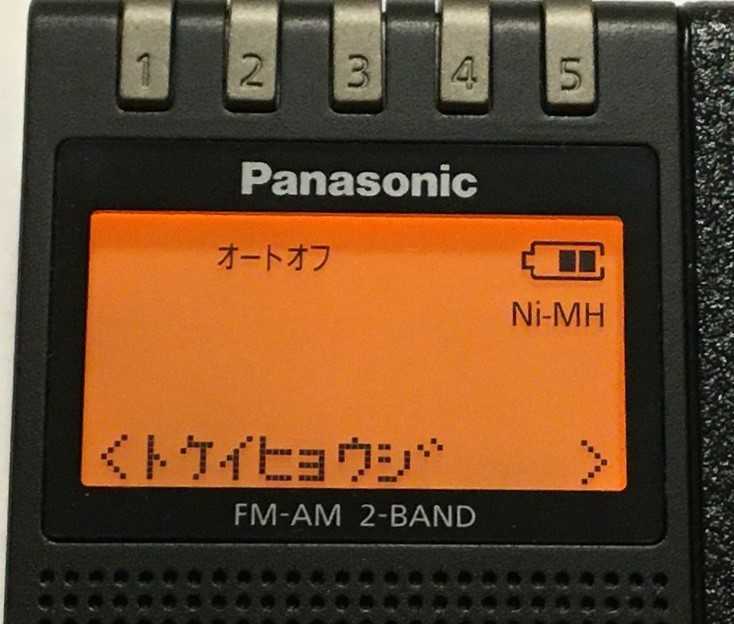 1 2 3 4 5
Panasonic
オートオフ
Ni-MH
<トケイヒョウジ>
FM-AM 2-BAND